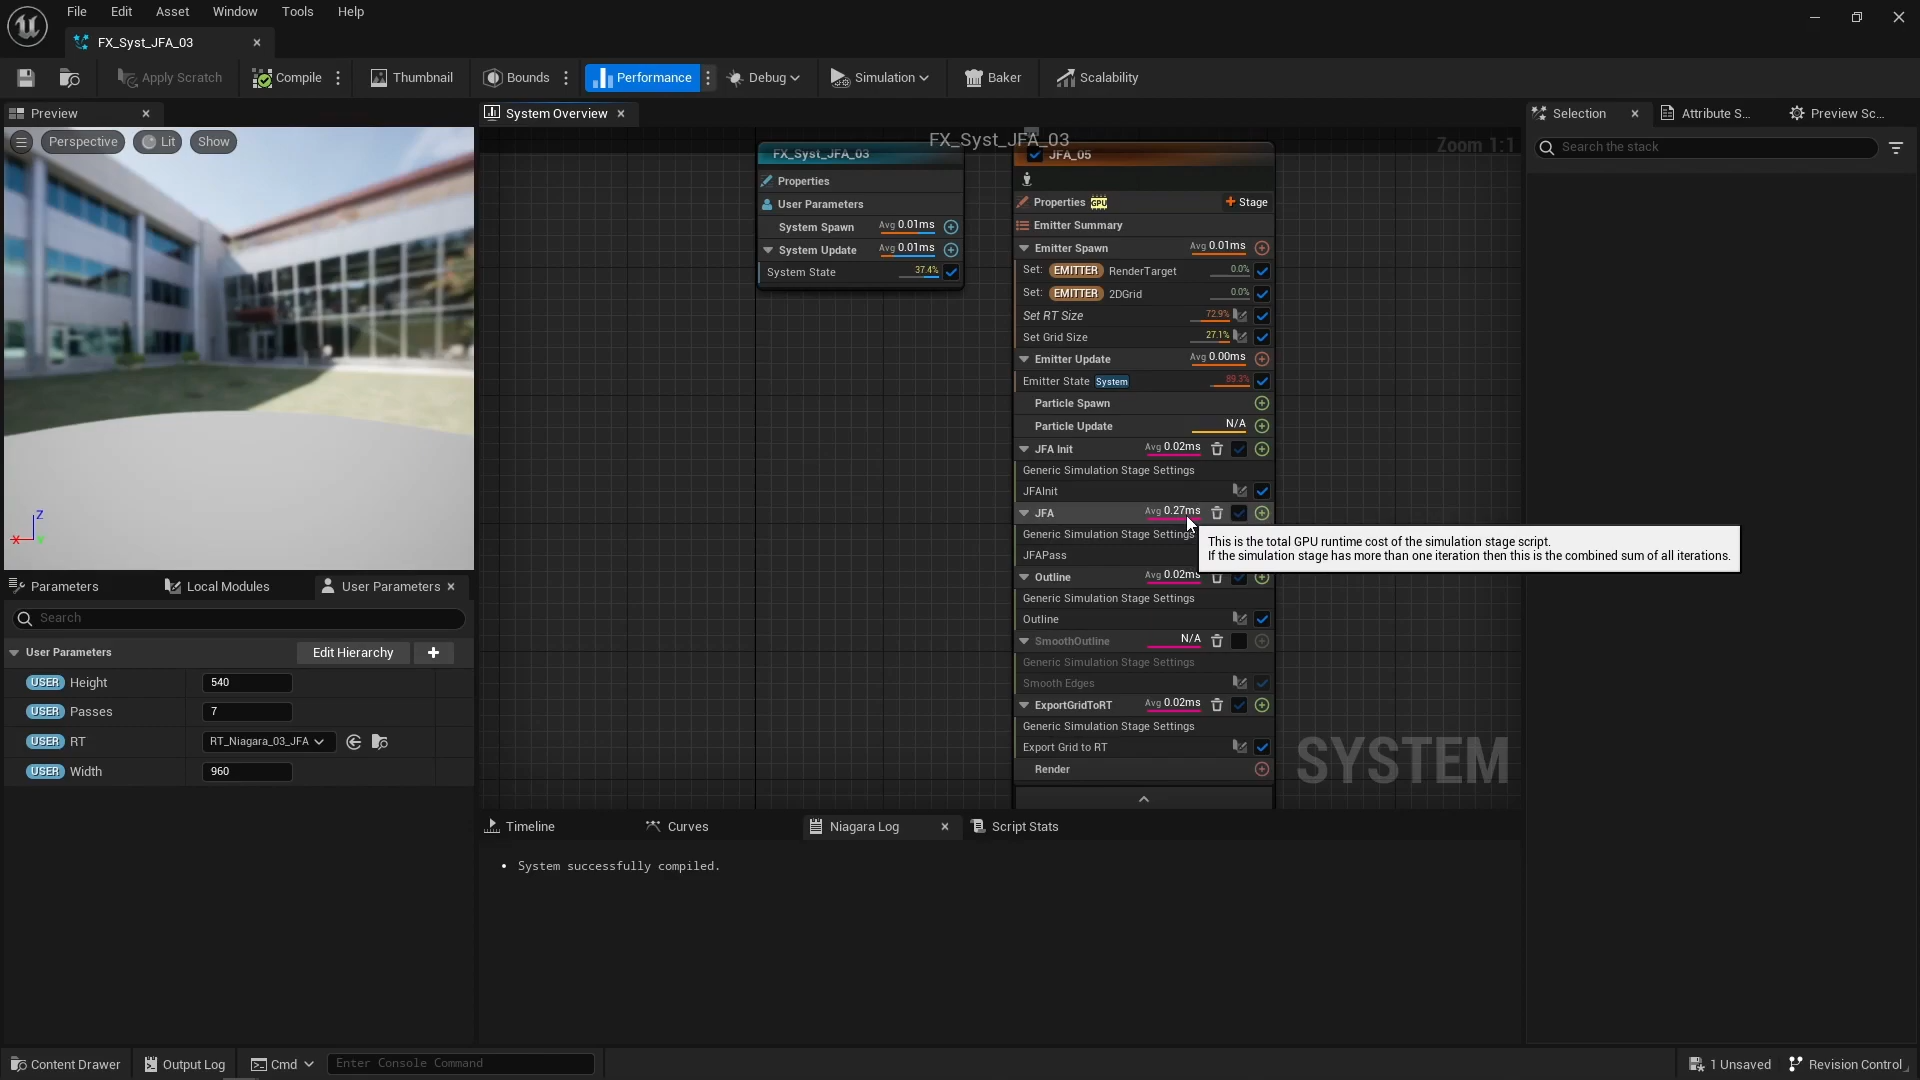 File Edit Asset Window Tools Help
FX_Syst_JFA_03
Apply Scratch Compile Thumbnail Bounds Performance Debug Simulation Baker Scalability
Preview
Perspective Lit Show
Z
X
Y
System Overview
FX_Syst_JFA_03
Zoom 1:1
FX_Syst_JFA_03
Properties
User Parameters
System Spawn Avg 0.01ms
System Update Avg 0.01ms
System State 37.4%
JFA_05
Properties GPU + Stage
Emitter Summary
Emitter Spawn Avg 0.01ms
Set: EMITTER RenderTarget 0.0%
Set: EMITTER 2DGrid 0.0%
Set RT Size 72.9%
Set Grid Size 27.1%
Emitter Update Avg 0.00ms
Emitter State System 89.3%
Particle Spawn
Particle Update N/A
JFA Init Avg 0.02ms
Generic Simulation Stage Settings
JFAInit
JFA Avg 0.27ms
Generic Simulation Stage Settings
JFAPass
This is the total GPU runtime cost of the simulation stage script.
If the simulation stage has more than one iteration then this is the combined sum of all iterations.
Outline Avg 0.02ms
Generic Simulation Stage Settings
Outline
SmoothOutline N/A
Generic Simulation Stage Settings
Smooth Edges
ExportGridToRT Avg 0.02ms
Generic Simulation Stage Settings
Export Grid to RT
Render
SYSTEM
Selection Attribute S... Preview Sc...
Search the stack
Parameters Local Modules User Parameters
Search
User Parameters Edit Hierarchy
USER Height 540
USER Passes 7
USER RT RT_Niagara_03_JFA
USER Width 960
Timeline Curves Niagara Log Script Stats
• System successfully compiled.
Content Drawer Output Log Cmd Enter Console Command 1 Unsaved Revision Control